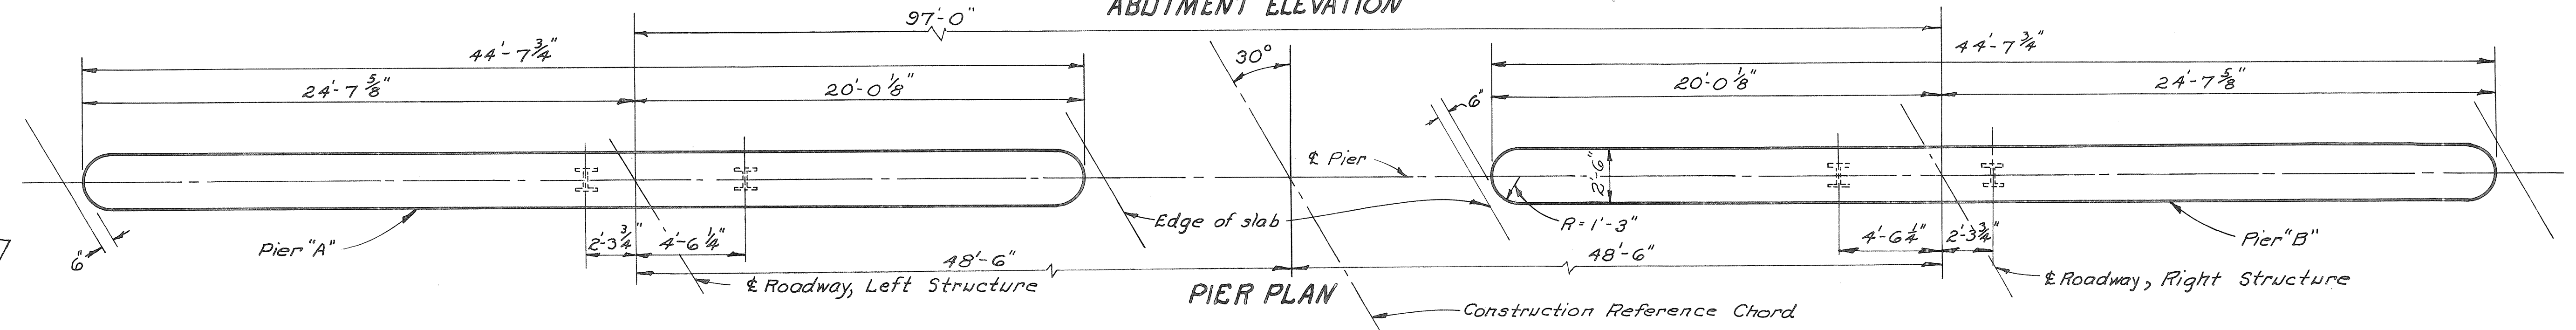 ABUTMENT ELEVATION
97'-0"
44'-7 3/4"
44'-7 3/4"
30°
24'-7 5/8"
20'-0 1/8"
20'-0 1/8"
24'-7 5/8"
6"
℄ Pier
2'-6"
Edge of slab
R=1'-3"
Pier "A"
2'-3 3/4"
4'-6 1/4"
4'-6 1/4"
2'-3 3/4"
Pier "B"
6"
48'-6"
48'-6"
℄ Roadway, Left Structure
℄ Roadway, Right Structure
PIER PLAN
Construction Reference Chord